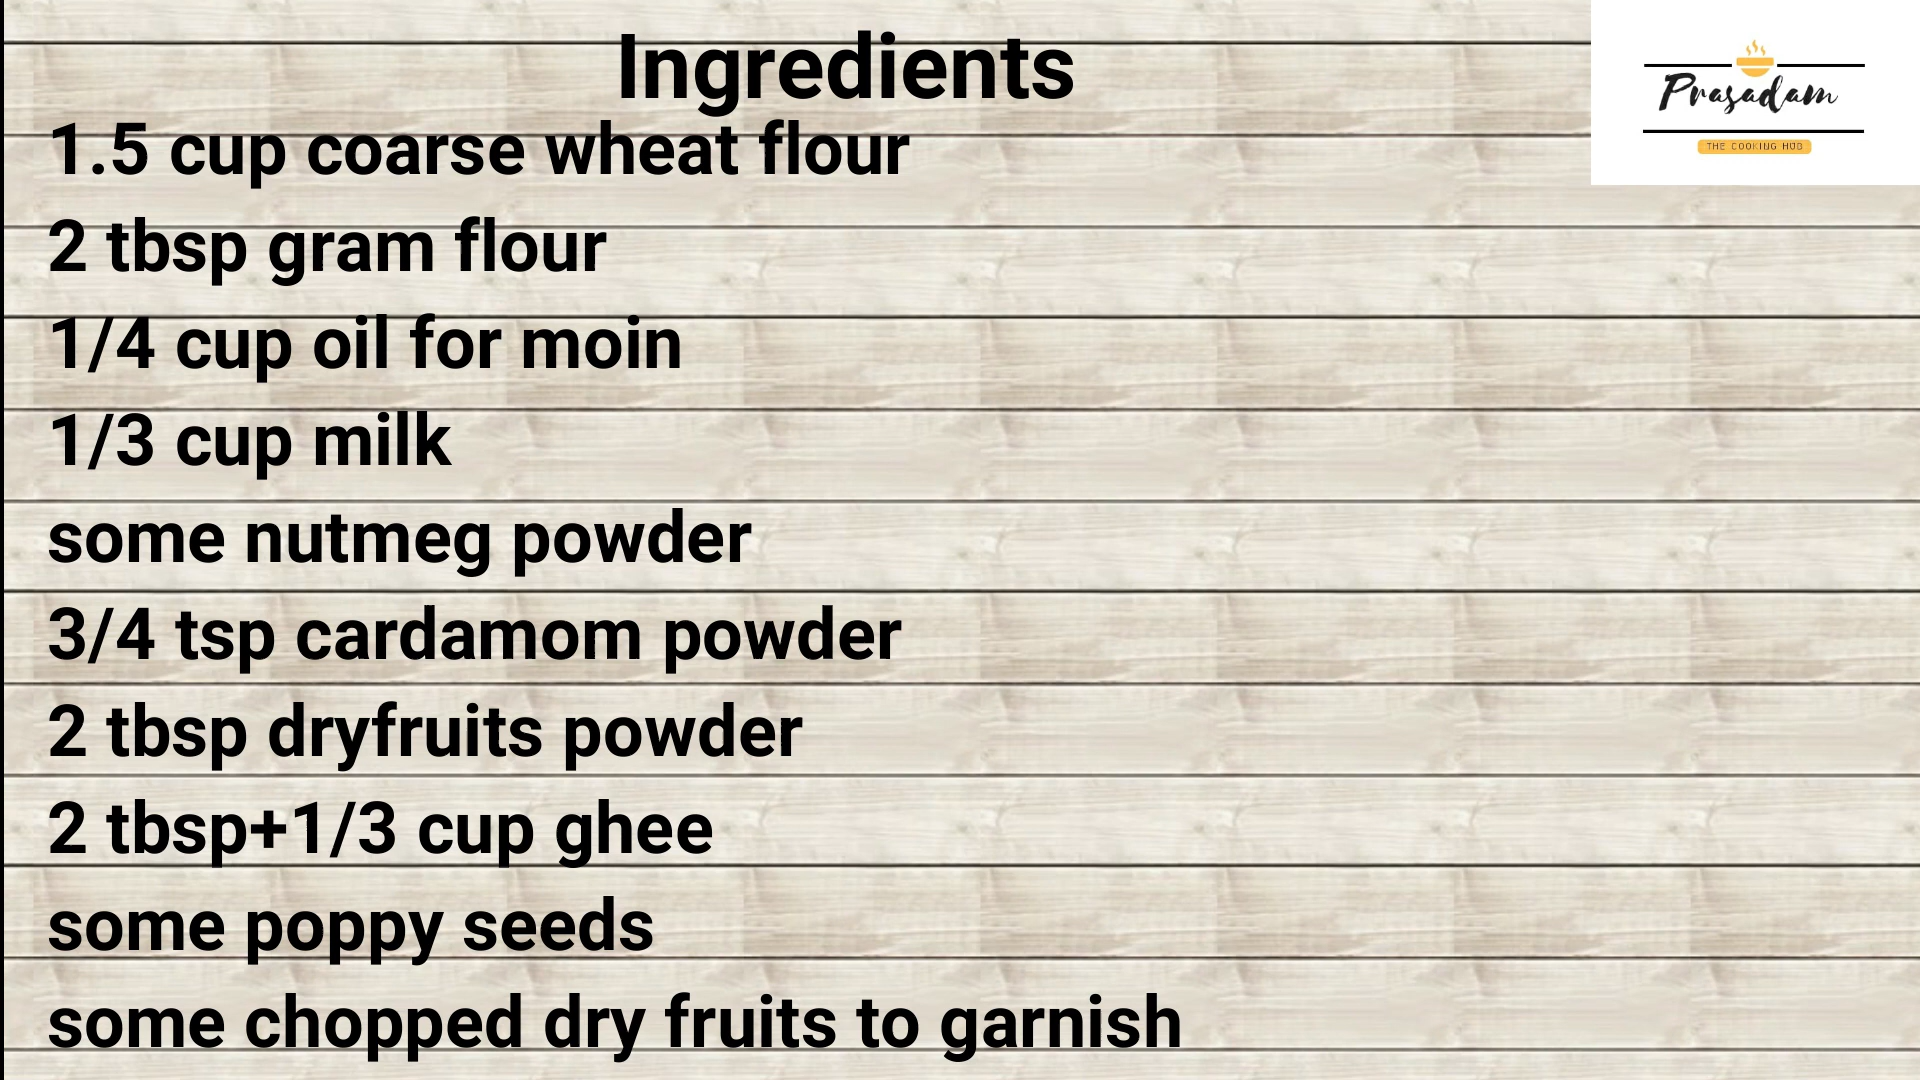 Ingredients
1.5 cup coarse wheat flour
2 tbsp gram flour
1/4 cup oil for moin
1/3 cup milk
some nutmeg powder
3/4 tsp cardamom powder
2 tbsp dryfruits powder
2 tbsp+1/3 cup ghee
some poppy seeds
some chopped dry fruits to garnish
Prasadam
THE COOKING HUB